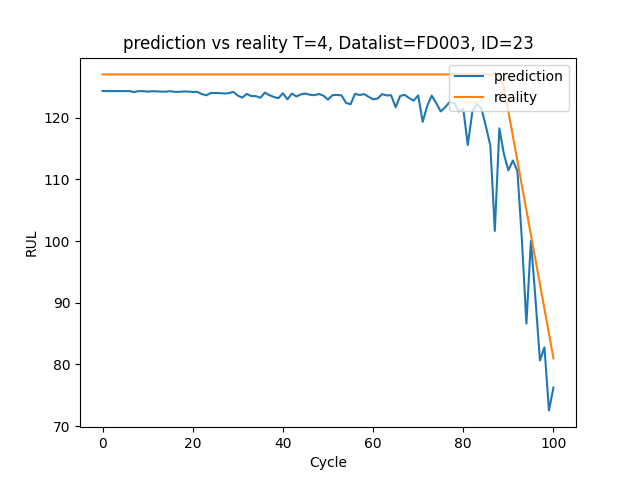 prediction vs reality T=4, Datalist=FD003, ID=23
prediction
reality
120
110
100
90
80
70
RUL
0 20 40 60 80 100
Cycle